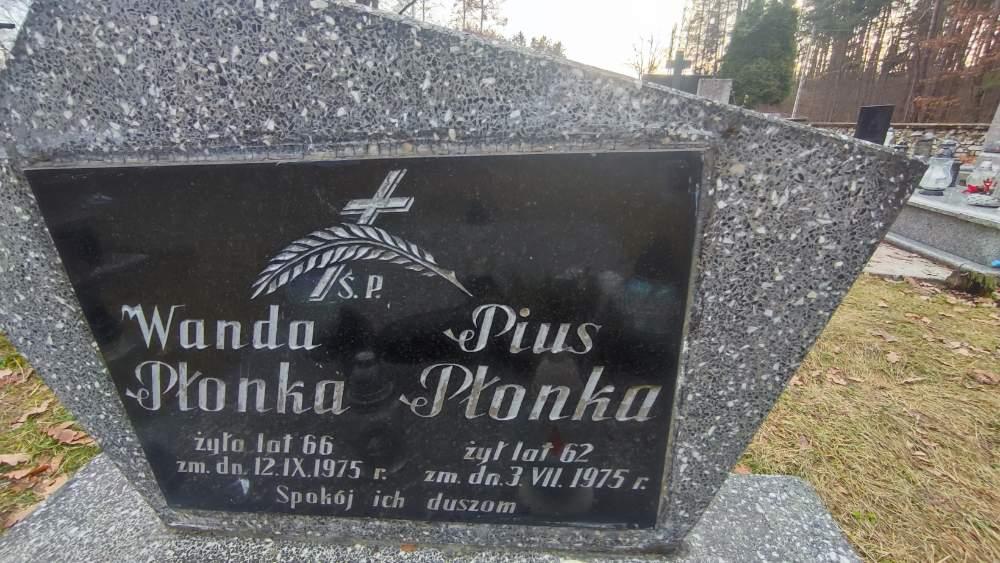 Ś.P.
Wanda
Płonka
żyła lat 66
zm. dn. 12.IX.1975 r.
Pius
Płonka
żył lat 62
zm. dn. 3.VII.1975 r.
Spokój ich duszom